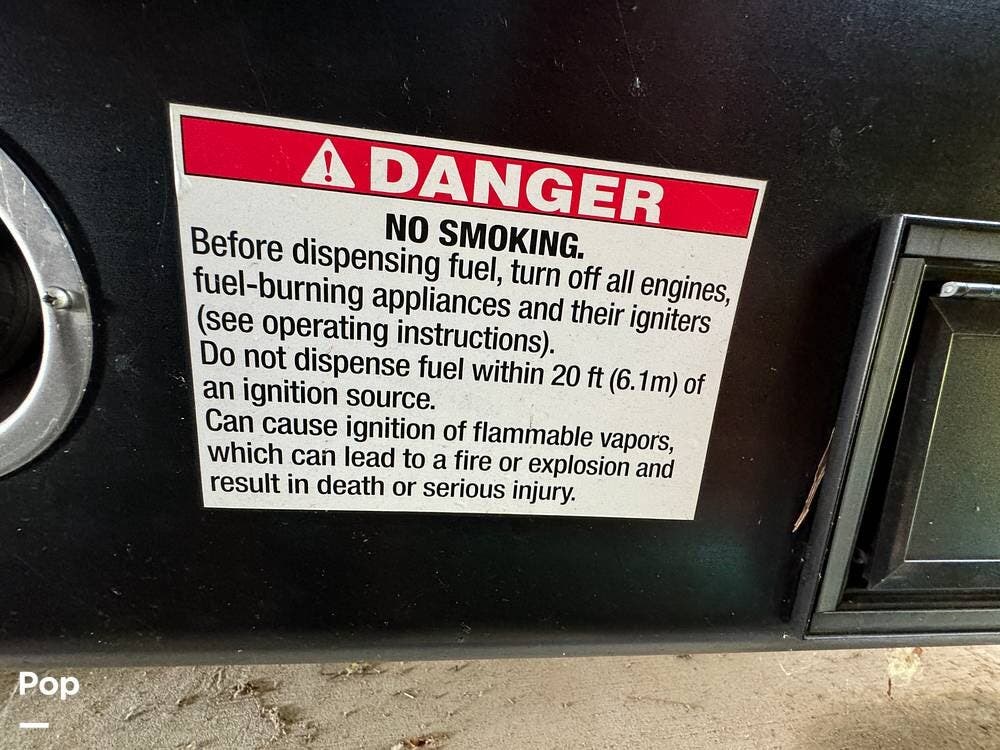 DANGER
NO SMOKING.
Before dispensing fuel, turn off all engines,
fuel-burning appliances and their igniters
(see operating instructions).
Do not dispense fuel within 20 ft (6.1m) of
an ignition source.
Can cause ignition of flammable vapors,
which can lead to a fire or explosion and
result in death or serious injury.
Pop